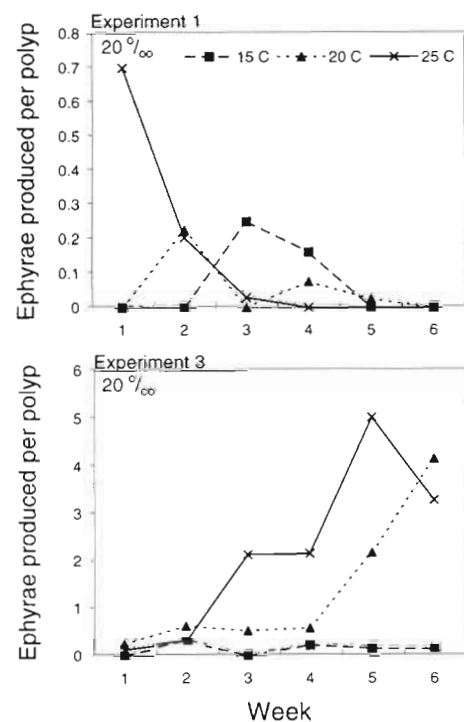 Experiment 1
20 ‰ 15 C 20 C 25 C
Ephyrae produced per polyp
0.8
0.7
0.6
0.5
0.4
0.3
0.2
0.1
0
1 2 3 4 5 6
Experiment 3
20 ‰
Ephyrae produced per polyp
6
5
4
3
2
1
0
1 2 3 4 5 6
Week